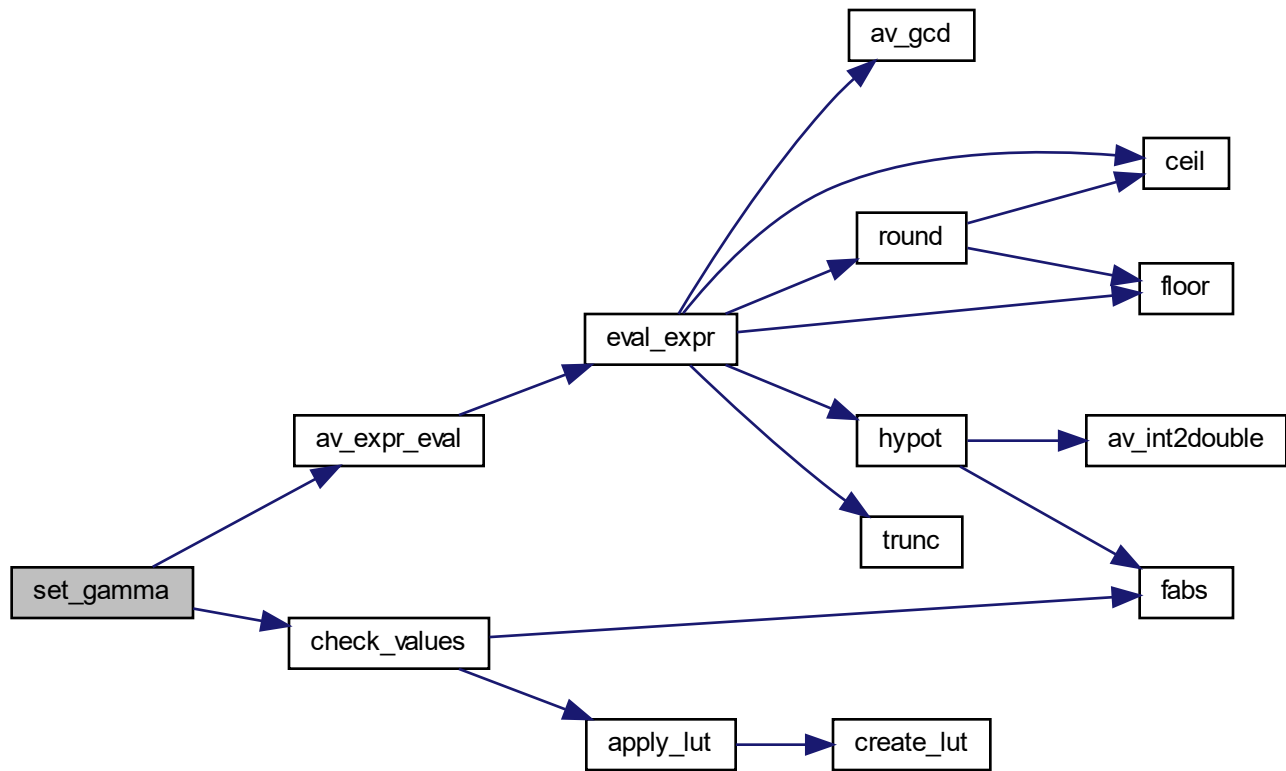 av_gcd
ceil
round
floor
eval_expr
av_expr_eval
hypot
av_int2double
trunc
set_gamma
fabs
check_values
apply_lut
create_lut